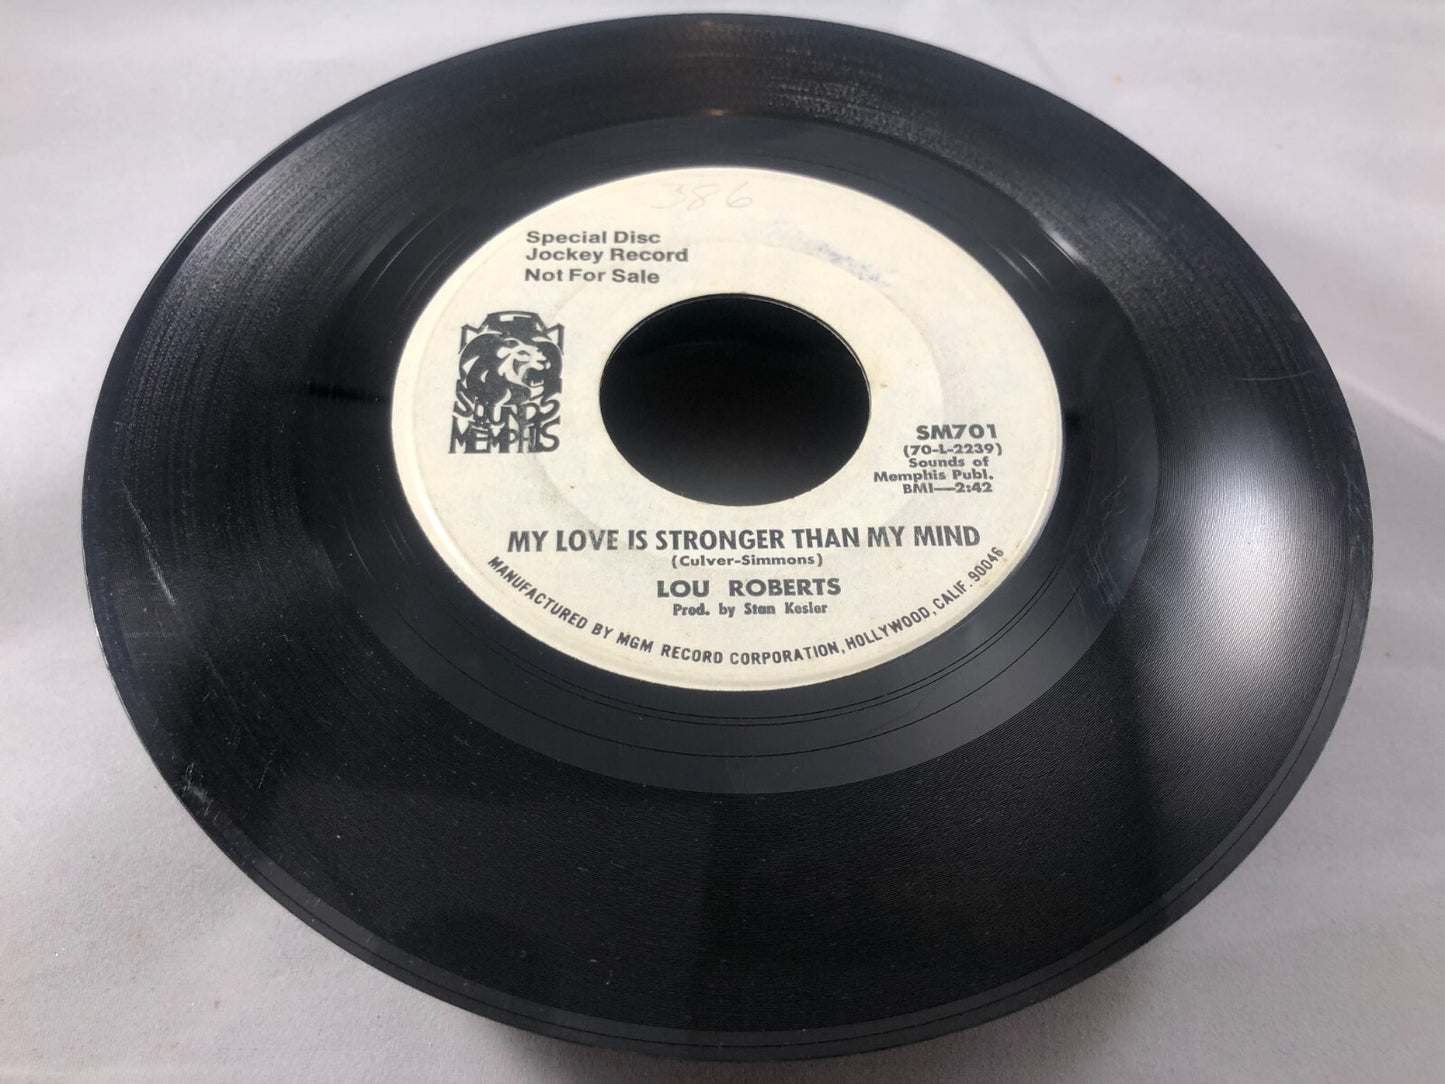 386
Special Disc
Jockey Record
Not For Sale
SOUNDS
OF
MEMPHIS
SM701
(70-L-2239)
Sounds of
Memphis Publ.
BMI—2:42
MY LOVE IS STRONGER THAN MY MIND
(Culver-Simmons)
LOU ROBERTS
Prod. by Stan Kesler
MANUFACTURED BY MGM RECORD CORPORATION, HOLLYWOOD, CALIF. 90046